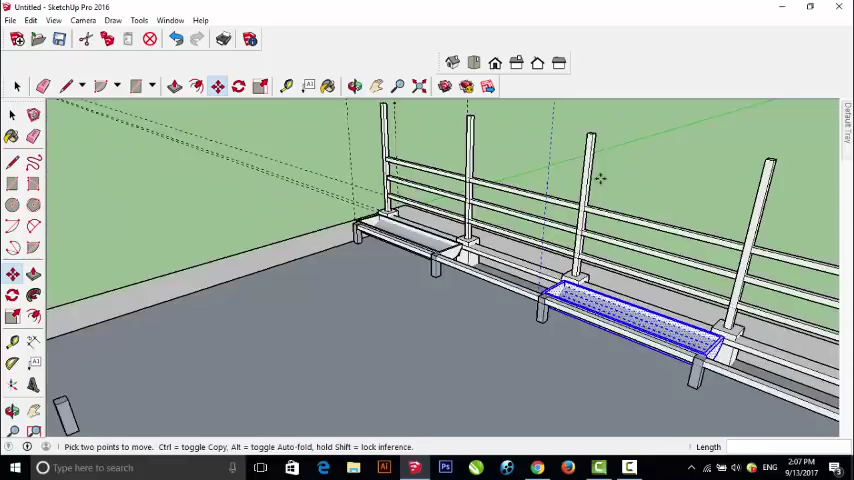 Untitled - SketchUp Pro 2016
File Edit View Camera Draw Tools Window Help
Default Tray
Pick two points to move. Ctrl = toggle Copy, Alt = toggle Auto-fold, hold Shift = lock inference.
Length
Type here to search
ENG
2:07 PM
9/13/2017